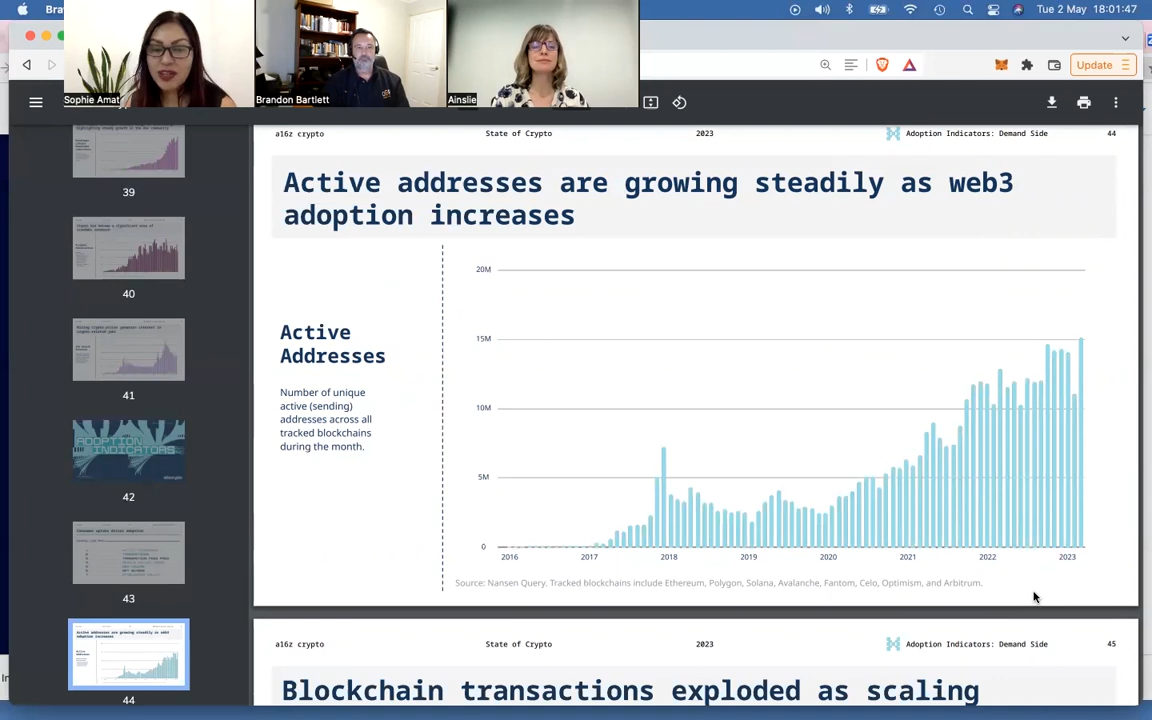 Brav
Tue 2 May 18:01:47
Sophie Amat
Brandon Bartlett
Ainslie
Update
39
40
41
ADOPTION
INDICATORS
42
43
44
a16z crypto
State of Crypto
2023
Adoption Indicators: Demand Side
44
Active addresses are growing steadily as web3
adoption increases
Active
Addresses
Number of unique
active (sending)
addresses across all
tracked blockchains
during the month.
20M
15M
10M
5M
0
2016
2017
2018
2019
2020
2021
2022
2023
Source: Nansen Query. Tracked blockchains include Ethereum, Polygon, Solana, Avalanche, Fantom, Celo, Optimism, and Arbitrum.
a16z crypto
State of Crypto
2023
Adoption Indicators: Demand Side
45
Blockchain transactions exploded as scaling